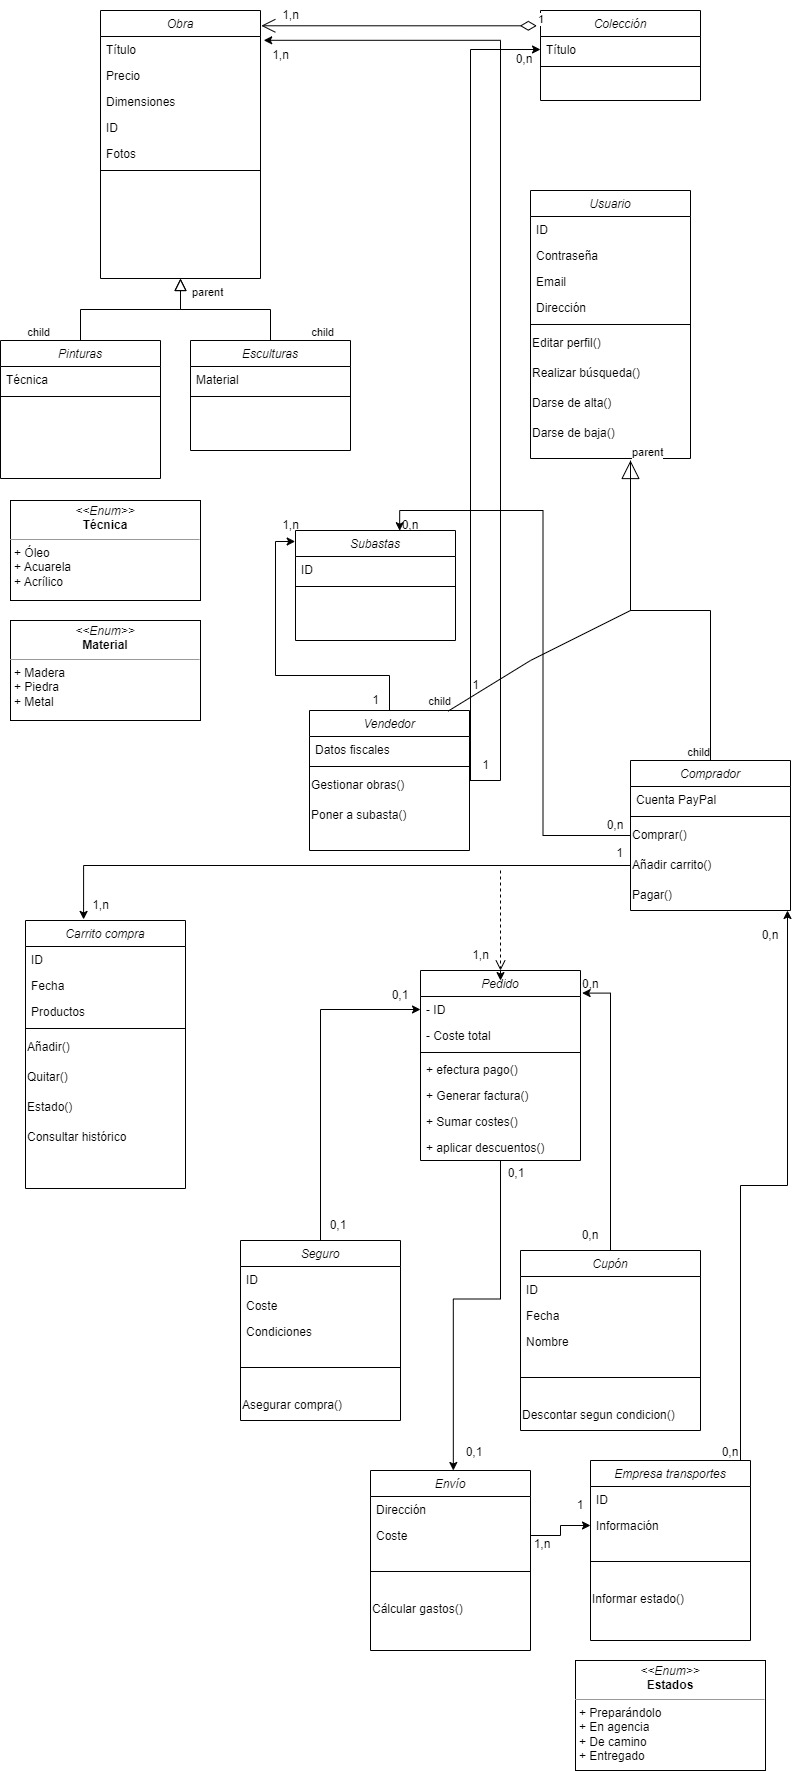 Obra
Título
Precio
Dimensiones
ID
Fotos
1,n
1
1,n
0,n
Colección
Título
Usuario
ID
Contraseña
Email
Dirección
Editar perfil()
Realizar búsqueda()
Darse de alta()
Darse de baja()
parent
parent
child
child
Pinturas
Técnica
Esculturas
Material
<<Enum>>
Técnica
+ Óleo
+ Acuarela
+ Acrílico
<<Enum>>
Material
+ Madera
+ Piedra
+ Metal
1,n
0,n
Subastas
ID
1
child
1
Vendedor
Datos fiscales
Gestionar obras()
Poner a subasta()
1
child
Comprador
Cuenta PayPal
Comprar()
Añadir carrito()
Pagar()
0,n
1
0,n
1,n
Carrito compra
ID
Fecha
Productos
Añadir()
Quitar()
Estado()
Consultar histórico
1,n
0,1
0,n
Pedido
- ID
- Coste total
+ efectura pago()
+ Generar factura()
+ Sumar costes()
+ aplicar descuentos()
0,1
0,1
0,n
Seguro
ID
Coste
Condiciones
Asegurar compra()
Cupón
ID
Fecha
Nombre
Descontar segun condicion()
0,1
0,n
Envío
Dirección
Coste
Cálcular gastos()
1
1,n
Empresa transportes
ID
Información
Informar estado()
<<Enum>>
Estados
+ Preparándolo
+ En agencia
+ De camino
+ Entregado